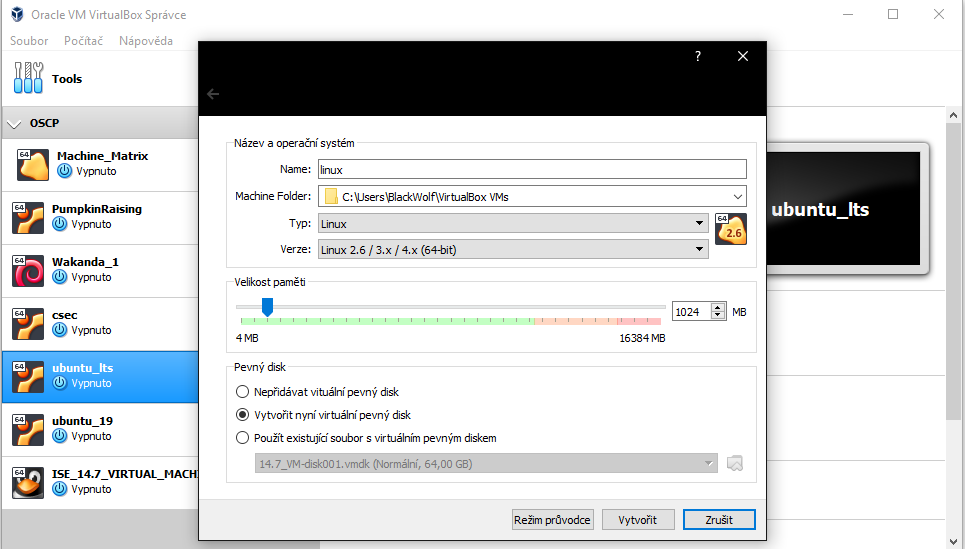 Oracle VM VirtualBox Správce
Soubor Počítač Nápověda
Tools
OSCP
64
Machine_Matrix
Vypnuto
64
PumpkinRaising
Vypnuto
64
Wakanda_1
Vypnuto
64
csec
Vypnuto
64
ubuntu_lts
Vypnuto
64
ubuntu_19
Vypnuto
64
ISE_14.7_VIRTUAL_MACH
Vypnuto
?
Název a operační systém
Name: linux
Machine Folder: C:\Users\BlackWolf\VirtualBox VMs
Typ: Linux
Verze: Linux 2.6 / 3.x / 4.x (64-bit)
64
2.6
Velikost paměti
1024 MB
4 MB 16384 MB
Pevný disk
Nepřidávat vituální pevný disk
Vytvořit nyní virtuální pevný disk
Použít existující soubor s virtuálním pevným diskem
14.7_VM-disk001.vmdk (Normální, 64,00 GB)
Režim průvodce Vytvořit Zrušit
ubuntu_lts